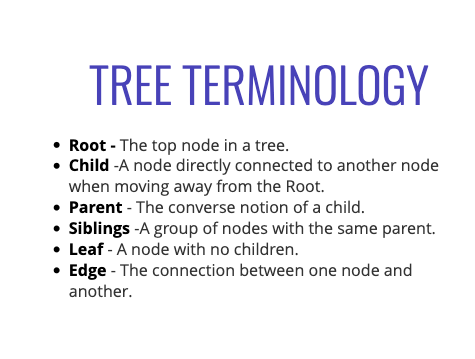 TREE TERMINOLOGY
• Root - The top node in a tree.
• Child -A node directly connected to another node
when moving away from the Root.
• Parent - The converse notion of a child.
• Siblings -A group of nodes with the same parent.
• Leaf - A node with no children.
• Edge - The connection between one node and
another.